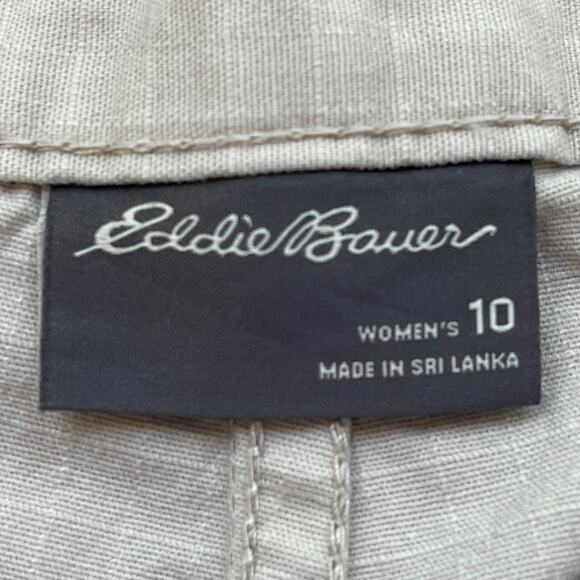 Eddie Bauer
WOMEN'S 10
MADE IN SRI LANKA